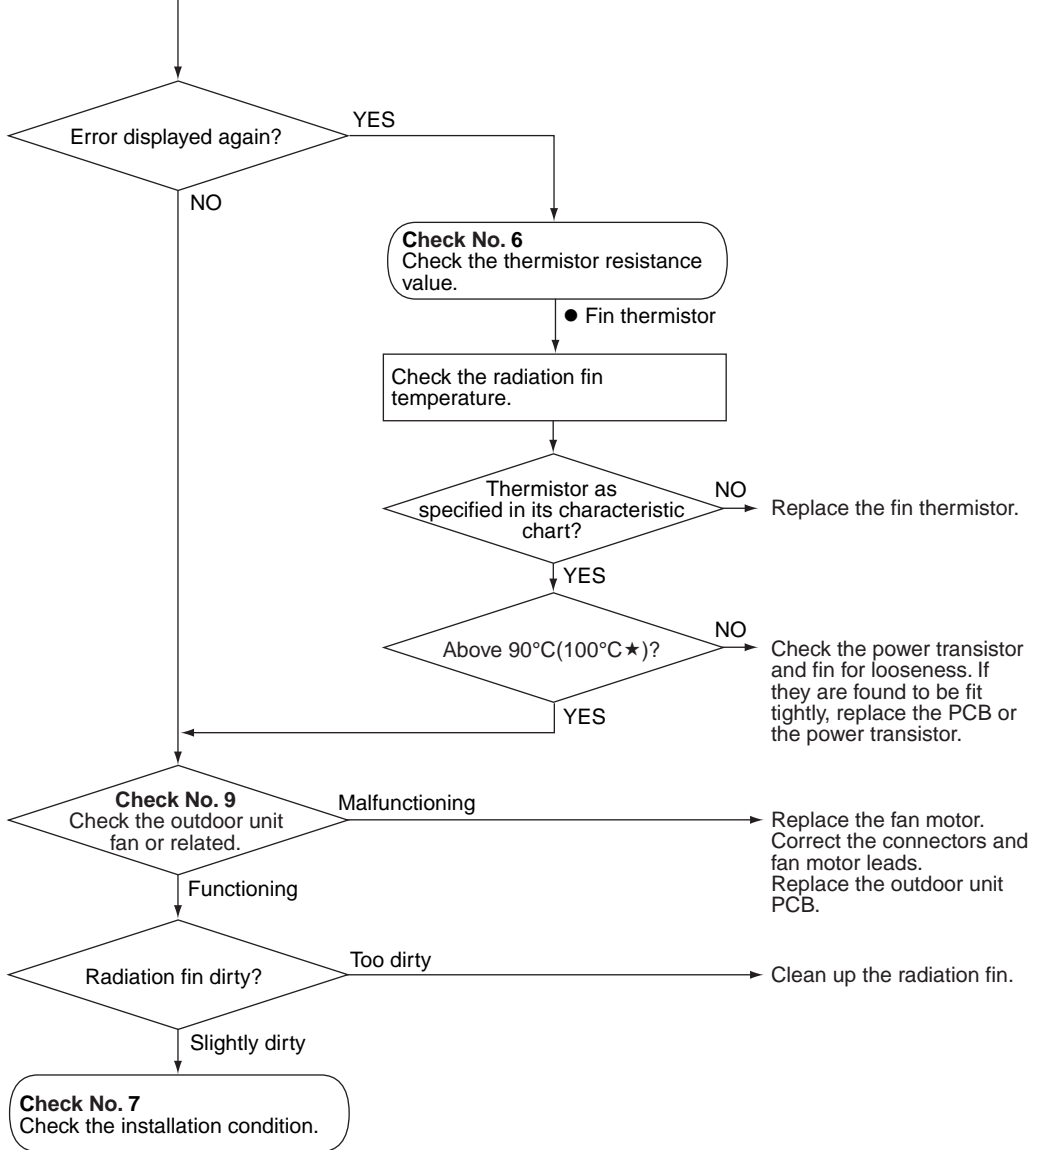 Error displayed again?
YES
NO
Check No. 6
Check the thermistor resistance
value.
● Fin thermistor
Check the radiation fin
temperature.
Thermistor as
specified in its characteristic
chart?
NO
Replace the fin thermistor.
YES
Above 90°C(100°C★)?
NO
Check the power transistor
and fin for looseness. If
they are found to be fit
tightly, replace the PCB or
the power transistor.
YES
Check No. 9
Check the outdoor unit
fan or related.
Malfunctioning
Replace the fan motor.
Correct the connectors and
fan motor leads.
Replace the outdoor unit
PCB.
Functioning
Radiation fin dirty?
Too dirty
Clean up the radiation fin.
Slightly dirty
Check No. 7
Check the installation condition.